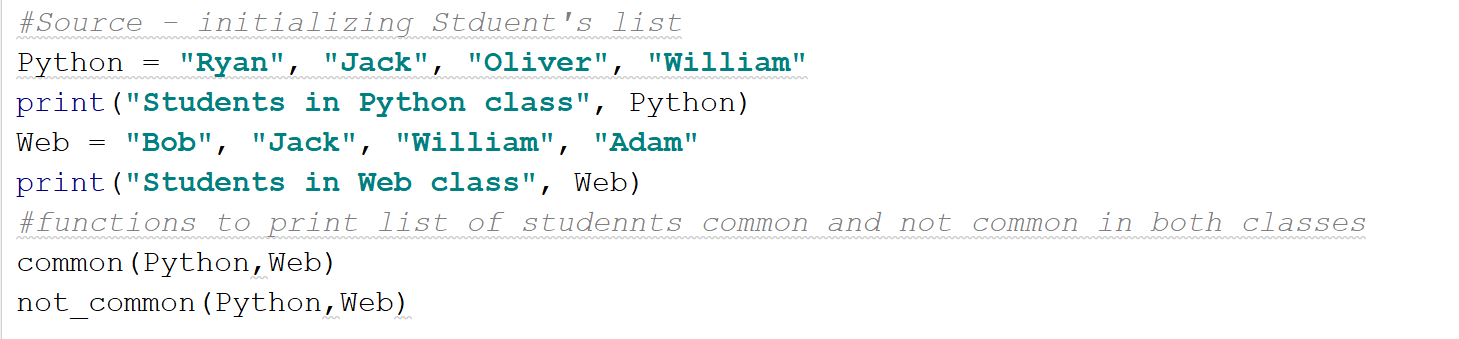 #Source - initializing Stduent's list
Python = "Ryan", "Jack", "Oliver", "William"
print("Students in Python class", Python)
Web = "Bob", "Jack", "William", "Adam"
print("Students in Web class", Web)
#functions to print list of studennts common and not common in both classes
common(Python,Web)
not_common(Python,Web)